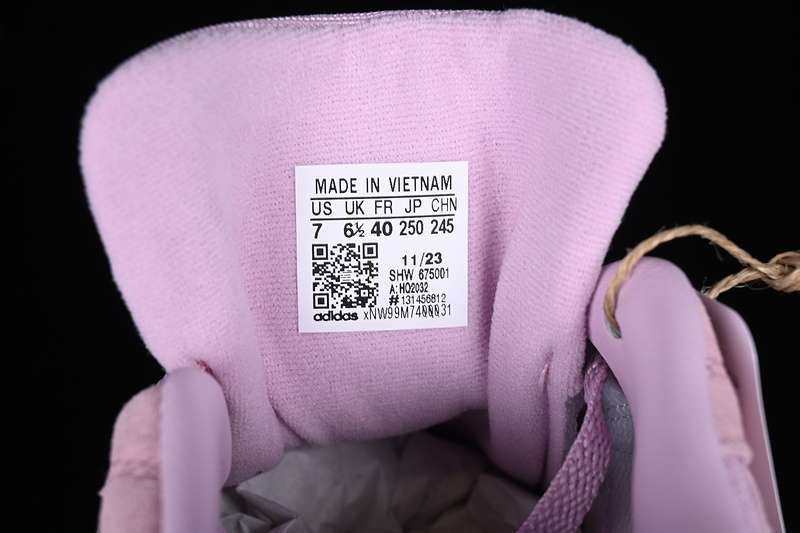 MADE IN VIETNAM
US UK FR JP CHN
7 6½ 40 250 245
11/23
SHW 675001
A: HQ2032
#131456812
adidas xNW99M7400031